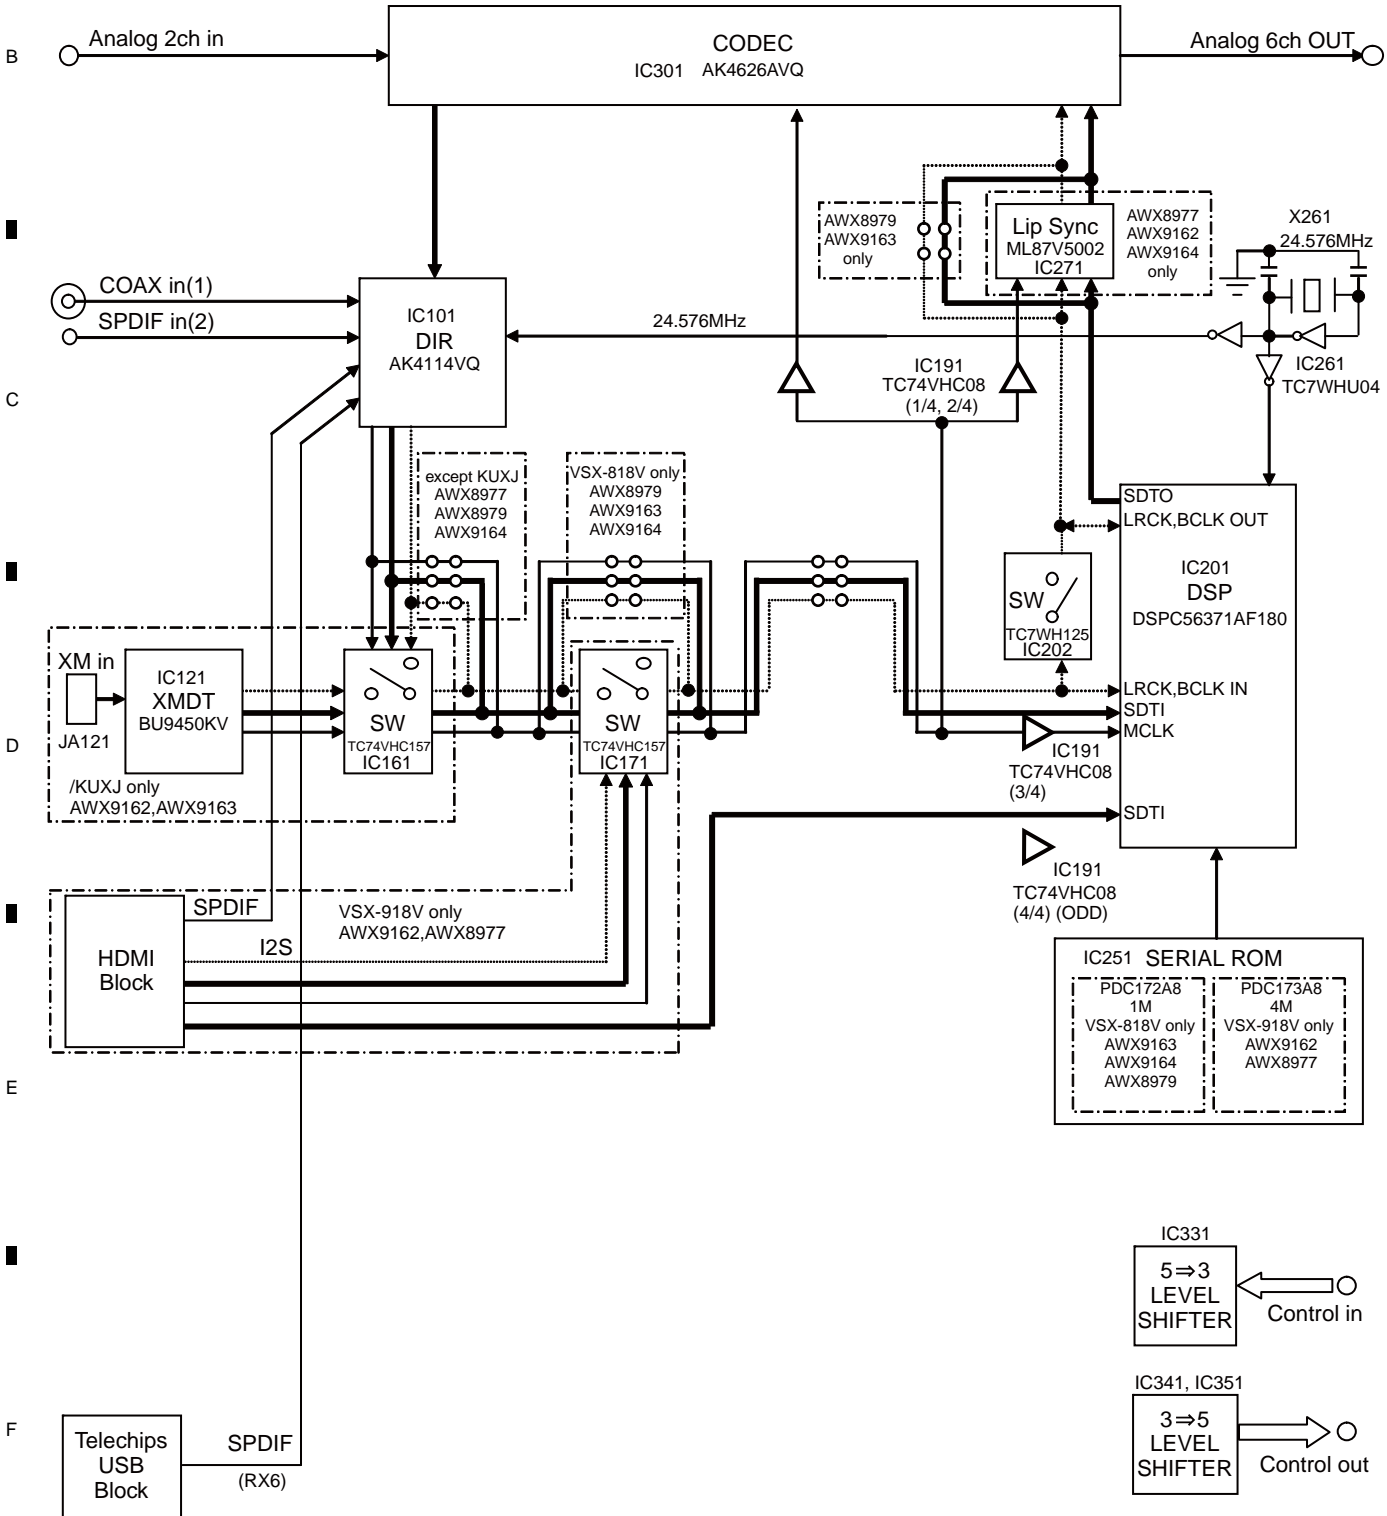 B
Analog 2ch in
CODEC
IC301 AK4626AVQ
Analog 6ch OUT
AWX8979
AWX9163
only
Lip Sync
ML87V5002
IC271
AWX8977
AWX9162
AWX9164
only
X261
24.576MHz
COAX in(1)
SPDIF in(2)
IC101
DIR
AK4114VQ
24.576MHz
IC191
TC74VHC08
(1/4, 2/4)
IC261
TC7WHU04
C
except KUXJ
AWX8977
AWX8979
AWX9164
VSX-818V only
AWX8979
AWX9163
AWX9164
SDTO
LRCK,BCLK OUT
IC201
DSP
DSPC56371AF180
SW
TC7WH125
IC202
LRCK,BCLK IN
SDTI
MCLK
SDTI
XM in
JA121
IC121
XMDT
BU9450KV
SW
TC74VHC157
IC161
SW
TC74VHC157
IC171
D
/KUXJ only
AWX9162,AWX9163
IC191
TC74VHC08
(3/4)
IC191
TC74VHC08
(4/4) (ODD)
HDMI
Block
SPDIF
I2S
VSX-918V only
AWX9162,AWX8977
IC251 SERIAL ROM
PDC172A8
1M
VSX-818V only
AWX9163
AWX9164
AWX8979
PDC173A8
4M
VSX-918V only
AWX9162
AWX8977
E
IC331
5⇒3
LEVEL
SHIFTER
Control in
IC341, IC351
3⇒5
LEVEL
SHIFTER
Control out
F
Telechips
USB
Block
SPDIF
(RX6)